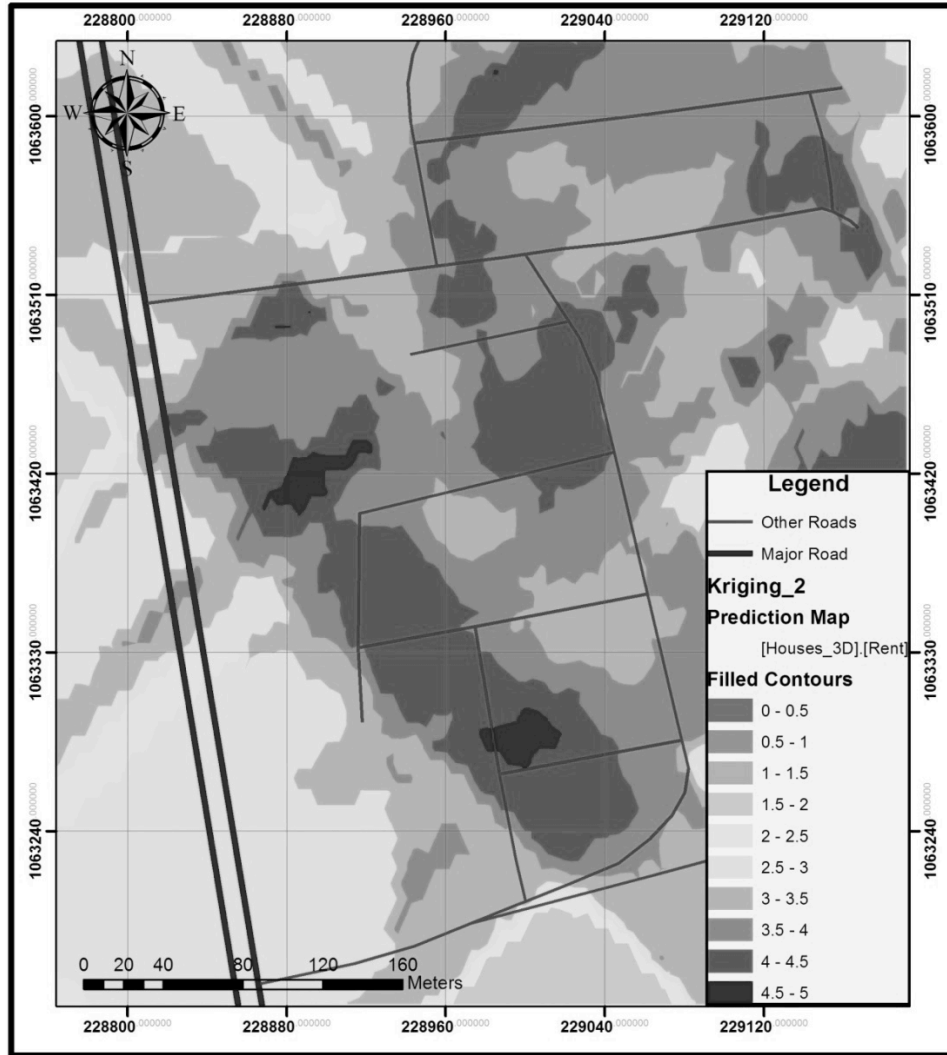 228800.000000 228880.000000 228960.000000 229040.000000 229120.000000
N
W E
S
1063600.000000 1063600.000000
1063510.000000 1063510.000000
1063420.000000 1063420.000000
1063330.000000 1063330.000000
1063240.000000 1063240.000000
Legend
Other Roads
Major Road
Kriging_2
Prediction Map
[Houses_3D].[Rent]
Filled Contours
0 - 0.5
0.5 - 1
1 - 1.5
1.5 - 2
2 - 2.5
2.5 - 3
3 - 3.5
3.5 - 4
4 - 4.5
4.5 - 5
0 20 40 80 120 160
Meters
228800.000000 228880.000000 228960.000000 229040.000000 229120.000000